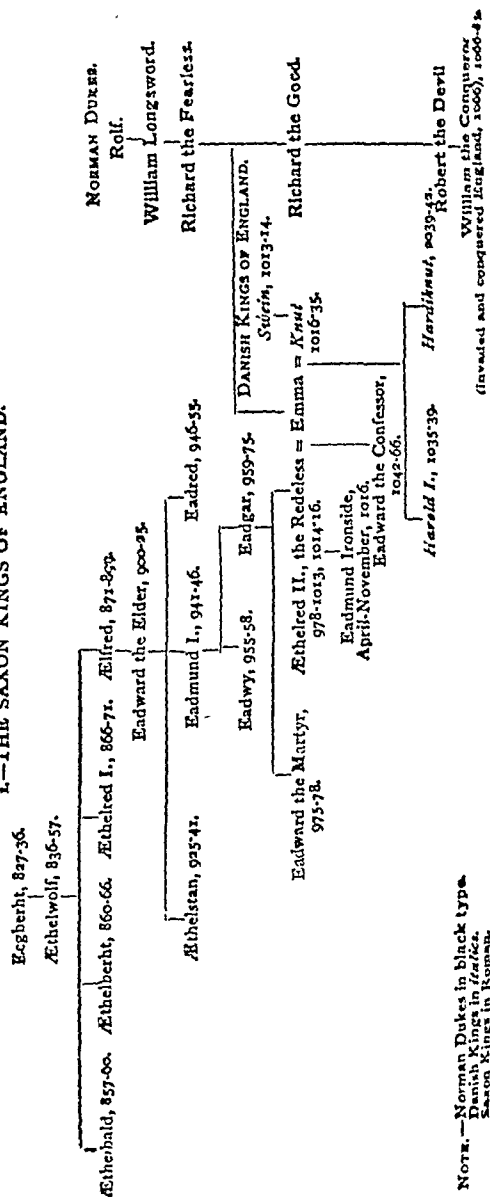 I.—THE SAXON KINGS OF ENGLAND.
Ecgberht, 827-36.
Æthelwolf, 836-57.
Æthelbald, 857-60. Æthelberht, 860-66. Æthelred I., 866-71. Ælfred, 871-
Eadward the Elder, 900-25.
Æthelstan, 925-41. Eadmund I., 941-46. Eadred, 946-55.
Eadwy, 955-58. Eadgar, 959-75.
Eadward the Martyr,
975-78.
Æthelred II., the Redeless = Emma = Knut
978-1013, 1014-16. 1016-35.
Eadmund Ironside,
April-November, 1016.
Eadward the Confessor,
1042-66.
Harold I., 1035-39. Hardiknut, 1039-42.
DANISH KINGS OF ENGLAND.
Swein, 1013-14.
NORMAN DUKES.
Rolf.
William Longsword.
Richard the Fearless.
Richard the Good.
Robert the Devil
William the Conqueror
(invaded and conquered England, 1066), 1066-
NOTE.—Norman Dukes in black type.
Danish Kings in italics.
Saxon Kings in Roman.